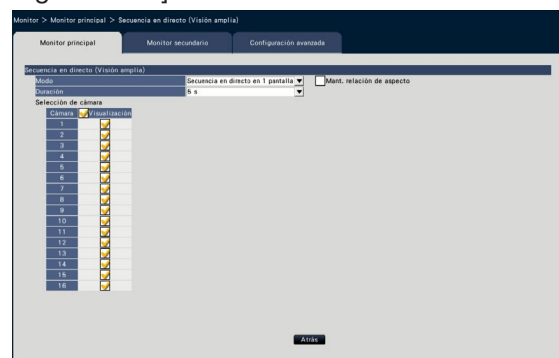 Monitor > Monitor principal > Secuencia en directo (Visión amplia)
Monitor principal Monitor secundario Configuración avanzada
Secuencia en directo (Visión amplia)
Modo Secuencia en directo en 1 pantalla Mant. relación de aspecto
Duración 5 s
Selección de cámara
Cámara Visualización
1
2
3
4
5
6
7
8
9
10
11
12
13
14
15
16
Atrás